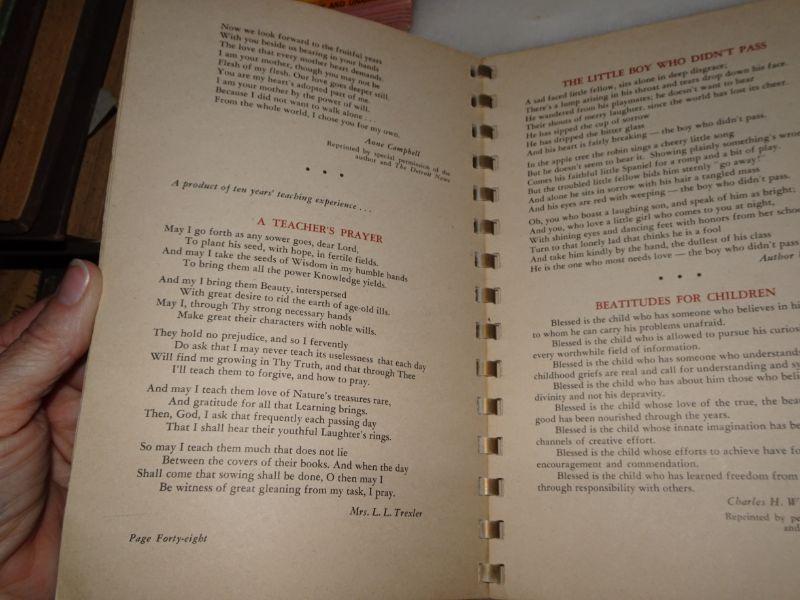 Now we look forward to the fruitful years
With you beside us bearing in your hands
The love that every mother heart demands.
I am your mother, though you may not be
Flesh of my flesh. Our love goes deeper still.
You are my heart's adopted part of me.
I am your mother by the power of will,
Because I did not want to walk alone . . .
From the whole world, I chose you for my own.
Anne Campbell
Reprinted by special permission of the
author and The Detroit News
A product of ten years' teaching experience . . .
A TEACHER'S PRAYER
May I go forth as any sower goes, dear Lord,
To plant his seed, with hope, in fertile fields.
And may I take the seeds of Wisdom in my humble hands
To bring them all the power Knowledge yields.
And my I bring them Beauty, interspersed
With great desire to rid the earth of age-old ills.
May I, through Thy strong necessary hands
Make great their characters with noble wills.
They hold no prejudice, and so I fervently
Do ask that I may never teach its uselessness that each day
Will find me growing in Thy Truth, and that through Thee
I'll teach them to forgive, and how to pray.
And may I teach them love of Nature's treasures rare,
And gratitude for all that Learning brings.
Then, God, I ask that frequently each passing day
That I shall hear their youthful Laughter's rings.
So may I teach them much that does not lie
Between the covers of their books. And when the day
Shall come that sowing shall be done, O then may I
Be witness of great gleaning from my task, I pray.
Mrs. L. L. Trexler
Page Forty-eight
THE LITTLE BOY WHO DIDN'T PASS
A sad faced little fellow, sits alone in deep disgrace;
There's a lump arising in his throat and tears drop down his face.
He wandered from his playmates; he doesn't want to hear
Their shouts of merry laughter, since the world has lost its cheer.
He has sipped the cup of sorrow
He has dripped the bitter glass
And his heart is fairly breaking — the boy who didn't pass.
In the apple tree the robin sings a cheery little song
But he doesn't seem to hear it. Showing plainly something's wro
Comes his faithful little Spaniel for a romp and a bit of play.
But the troubled little fellow bids him sternly "go away!"
And alone he sits in sorrow with his hair a tangled mass
And his eyes are red with weeping — the boy who didn't pass.
Oh, you who boast a laughing son, and speak of him as bright;
And you, who love a little girl who comes to you at night,
With shining eyes and dancing feet with honors from her schoo
Turn to that lonely lad that thinks he is a fool
And take him kindly by the hand, the dullest of his class
He is the one who most needs love — the boy who didn't pass
Author
BEATITUDES FOR CHILDREN
Blessed is the child who has someone who believes in hi
to whom he can carry his problems unafraid.
Blessed is the child who is allowed to pursue his curios
every worthwhile field of information.
Blessed is the child who has someone who understands
childhood griefs are real and call for understanding and sy
Blessed is the child who has about him those who belie
divinity and not his depravity.
Blessed is the child whose love of the true, the beau
good has been nourished through the years.
Blessed is the child whose innate imagination has be
channels of creative effort.
Blessed is the child whose efforts to achieve have fo
encouragement and commendation.
Blessed is the child who has learned freedom from
through responsibility with others.
Charles H. W
Reprinted by pe
and